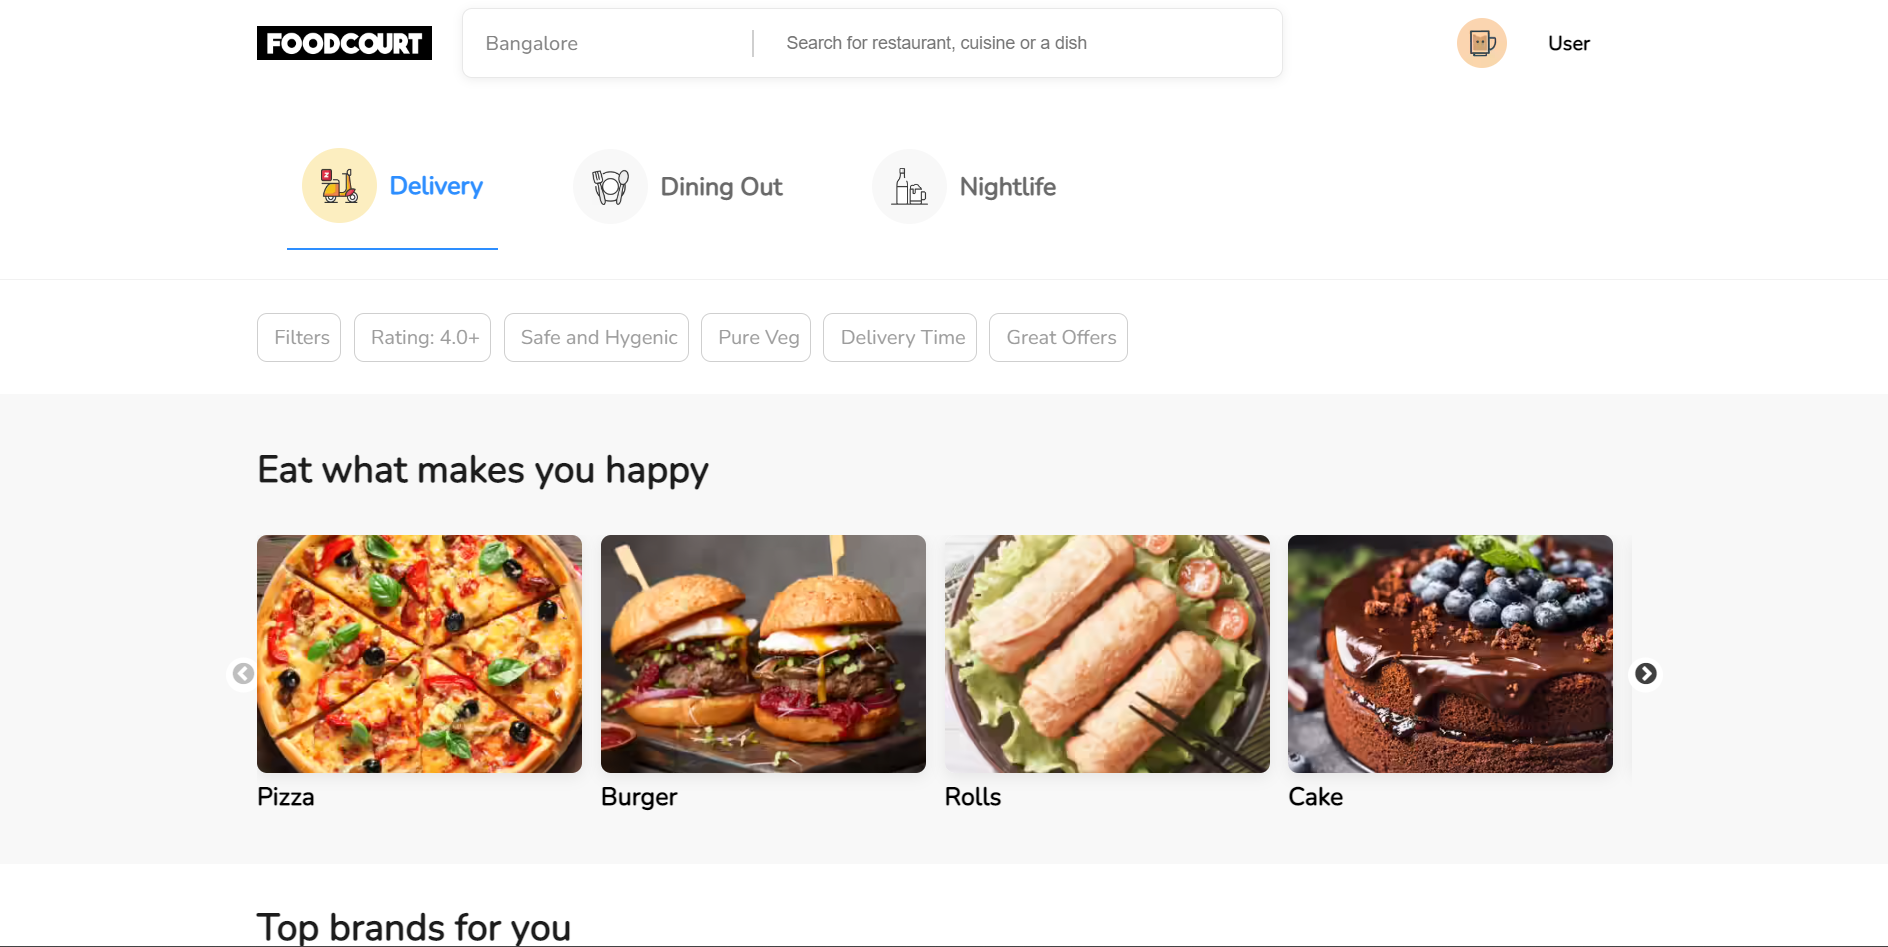 FOODCOURT
Bangalore
Search for restaurant, cuisine or a dish
User
Delivery
Dining Out
Nightlife
Filters
Rating: 4.0+
Safe and Hygenic
Pure Veg
Delivery Time
Great Offers
Eat what makes you happy
Pizza
Burger
Rolls
Cake
Top brands for you